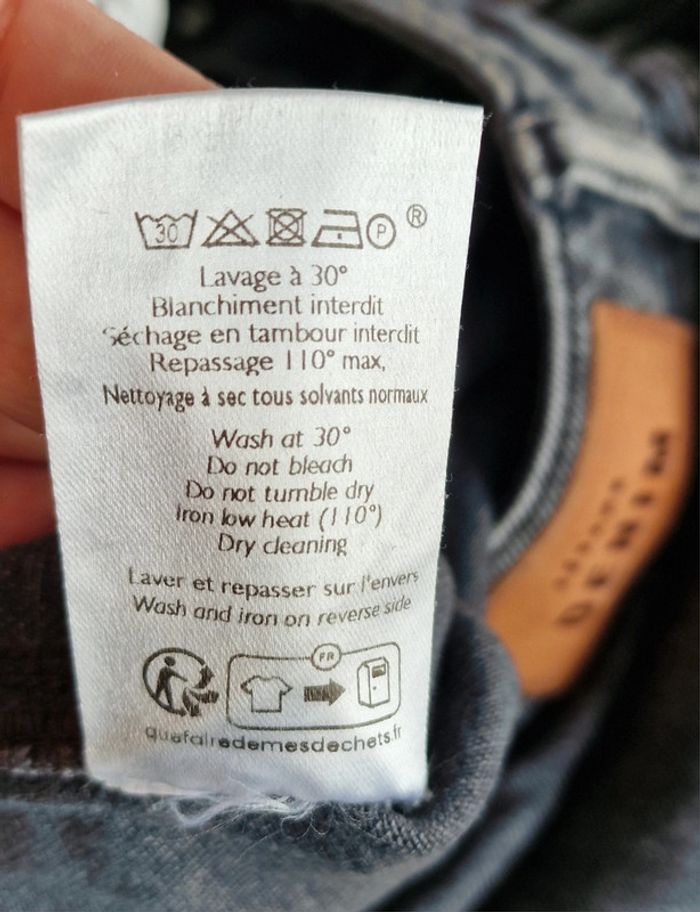 30 P ®
Lavage à 30°
Blanchiment interdit
Séchage en tambour interdit
Repassage 110° max,
Nettoyage à sec tous solvants normaux
Wash at 30°
Do not bleach
Do not tumble dry
Iron low heat (110°)
Dry cleaning
Laver et repasser sur l'envers
Wash and iron on reverse side
FR
quefairedemesdechets.fr
DENIM